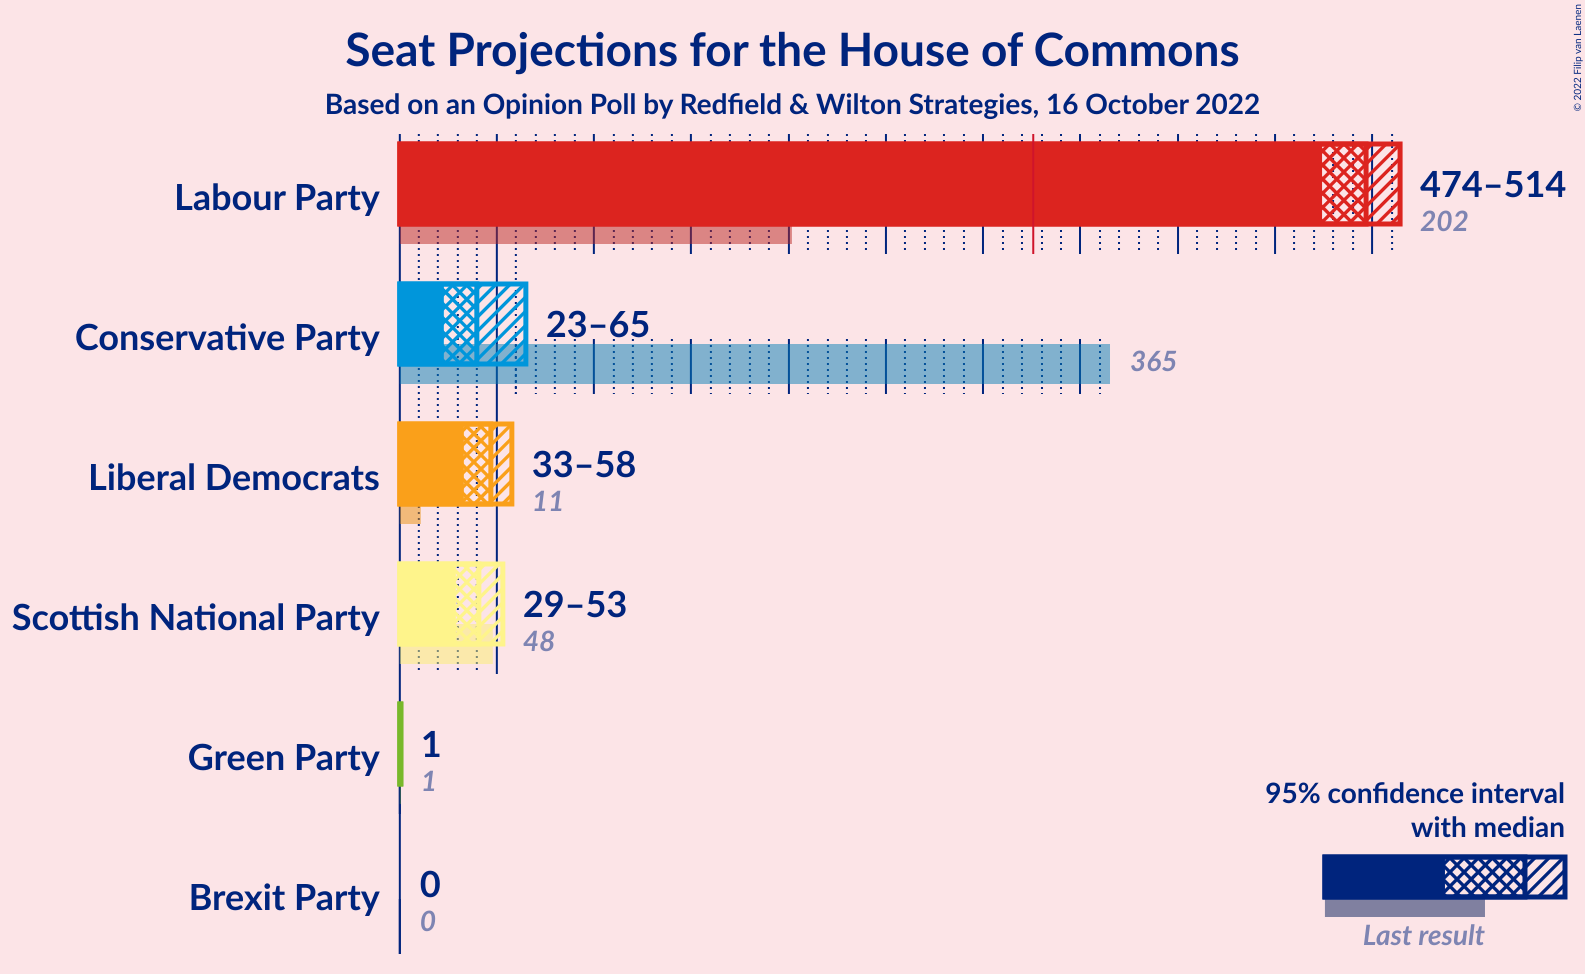 Seat Projections for the House of Commons
Based on an Opinion Poll by Redfield & Wilton Strategies, 16 October 2022
© 2022 Filip van Laenen
Labour Party
474–514
202
Conservative Party
23–65
365
Liberal Democrats
33–58
11
Scottish National Party
29–53
48
Green Party
1
1
Brexit Party
0
0
95% confidence interval
with median
Last result